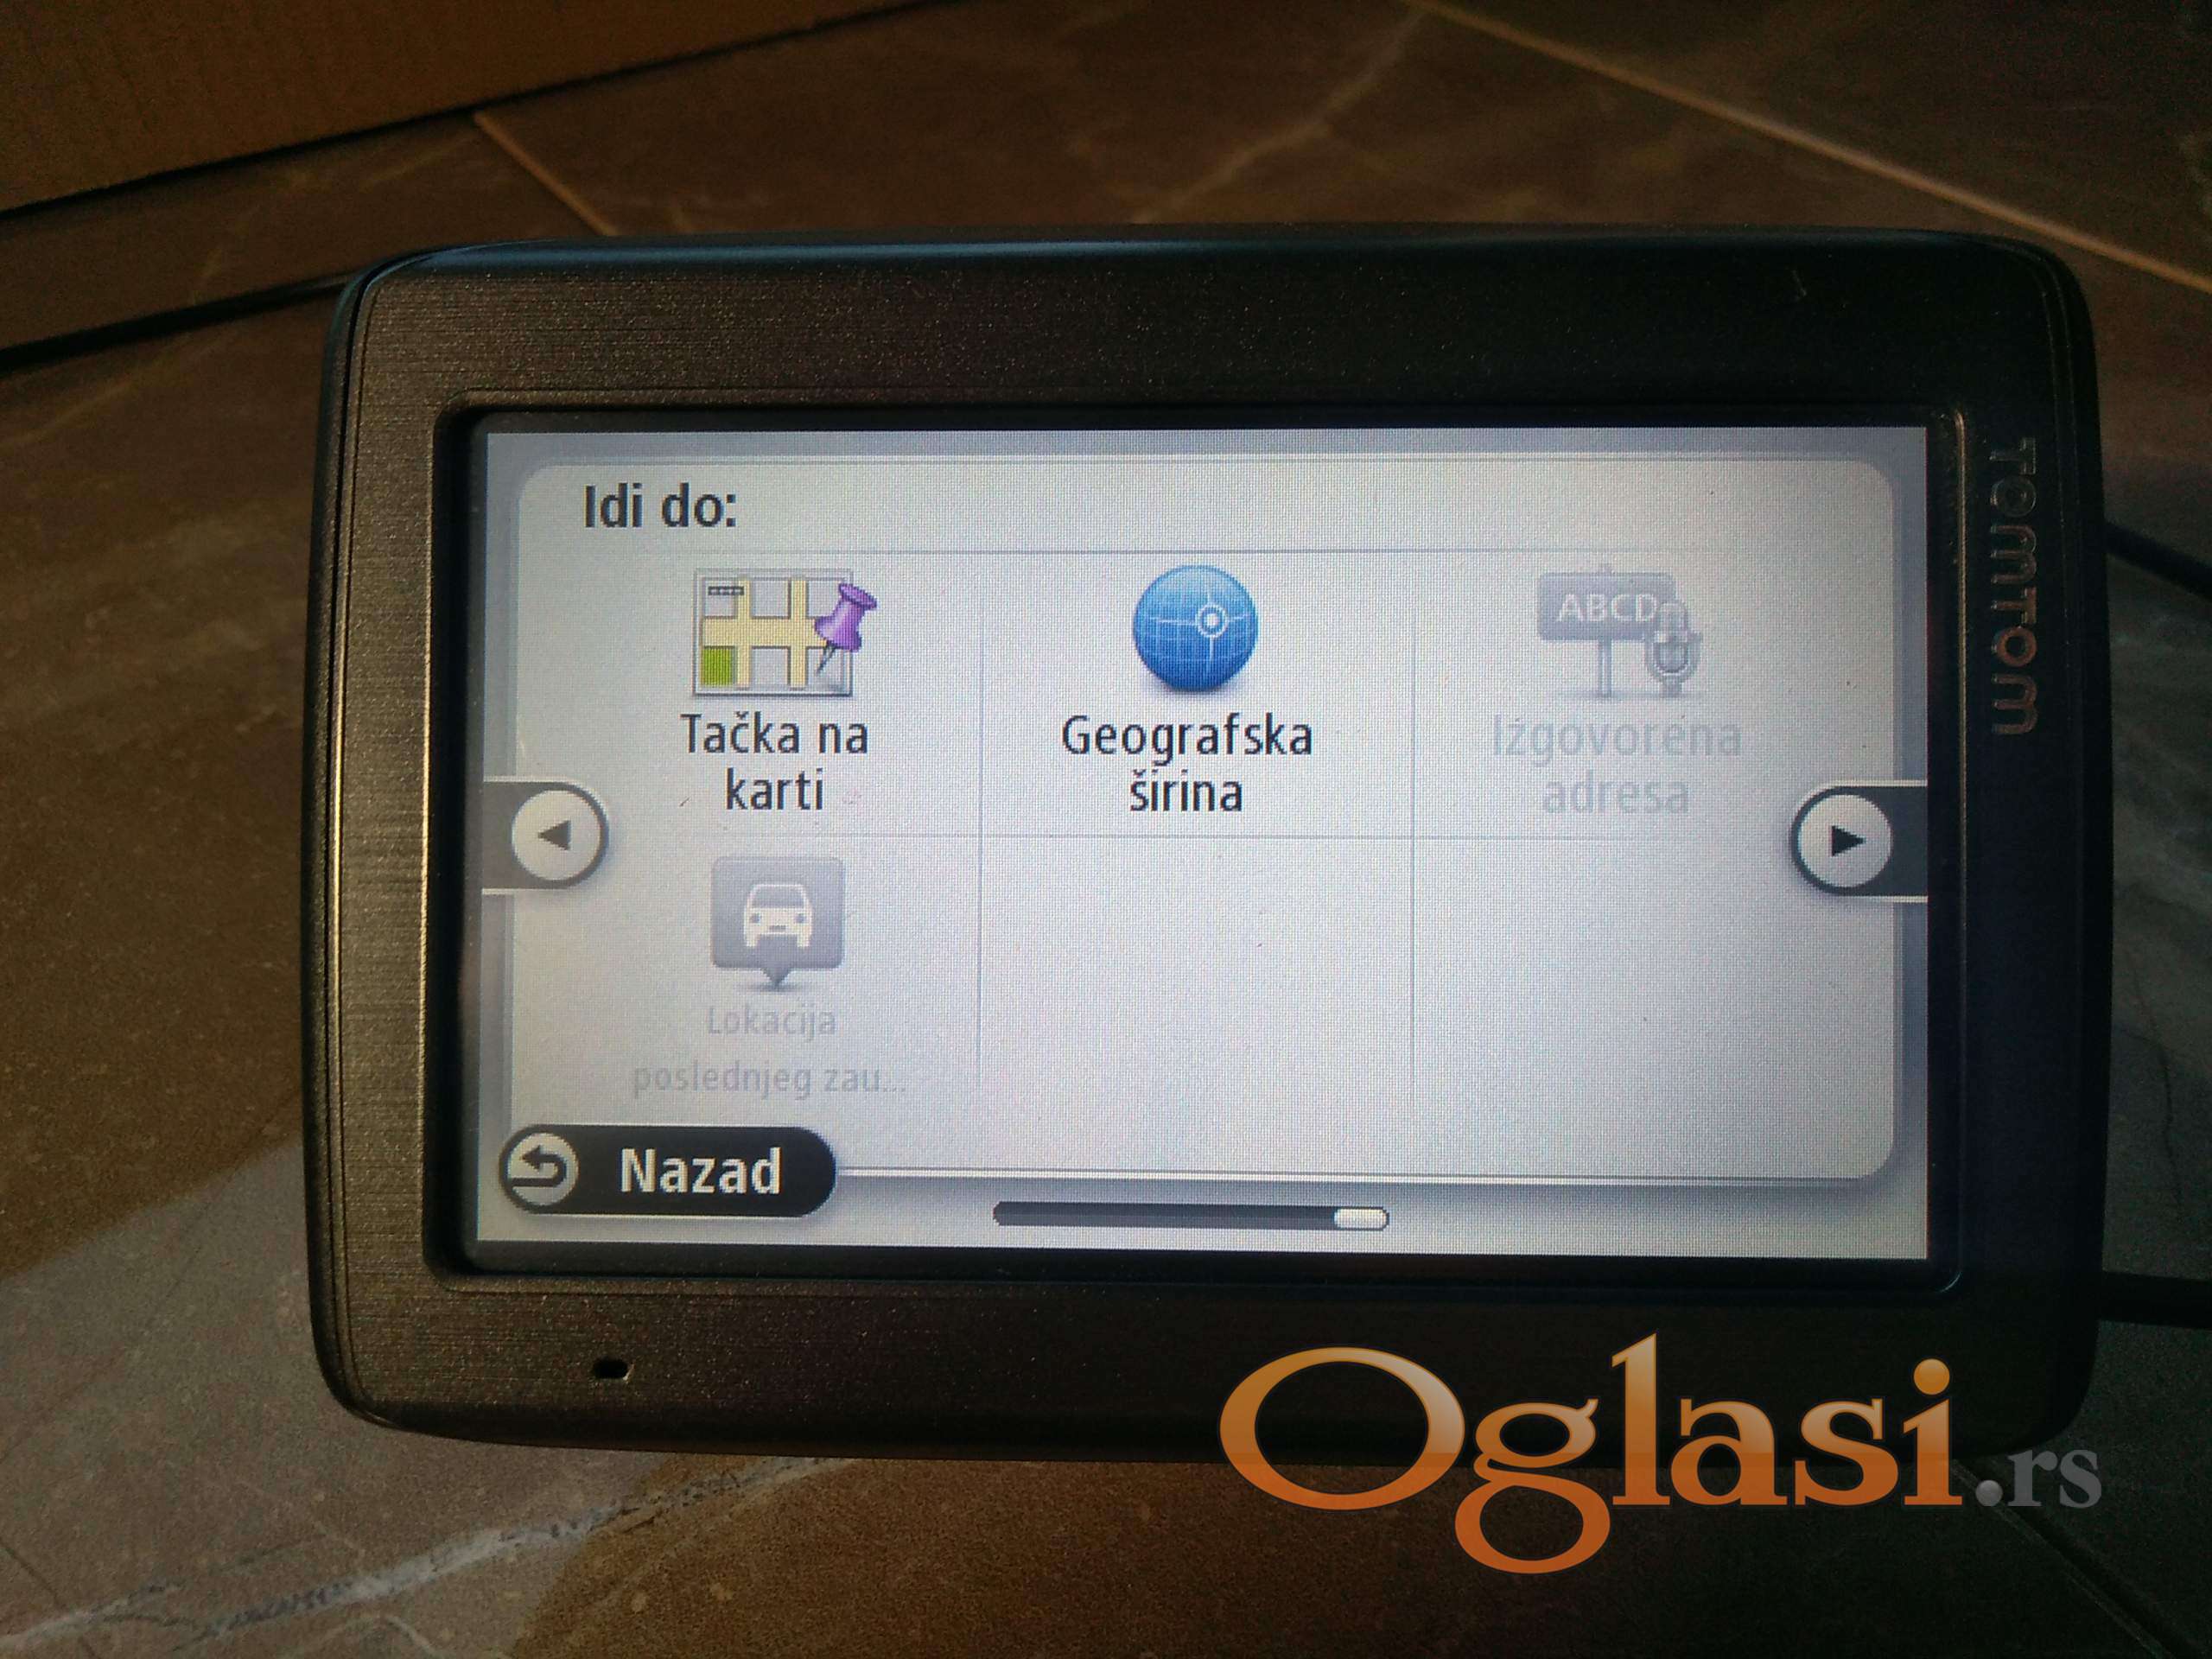 Idi do:
ABCD
Tačka na
karti
Geografska
širina
Izgovorena
adresa
Lokacija
poslednjeg zau...
Nazad
TOMTOM
Oglasi.rs